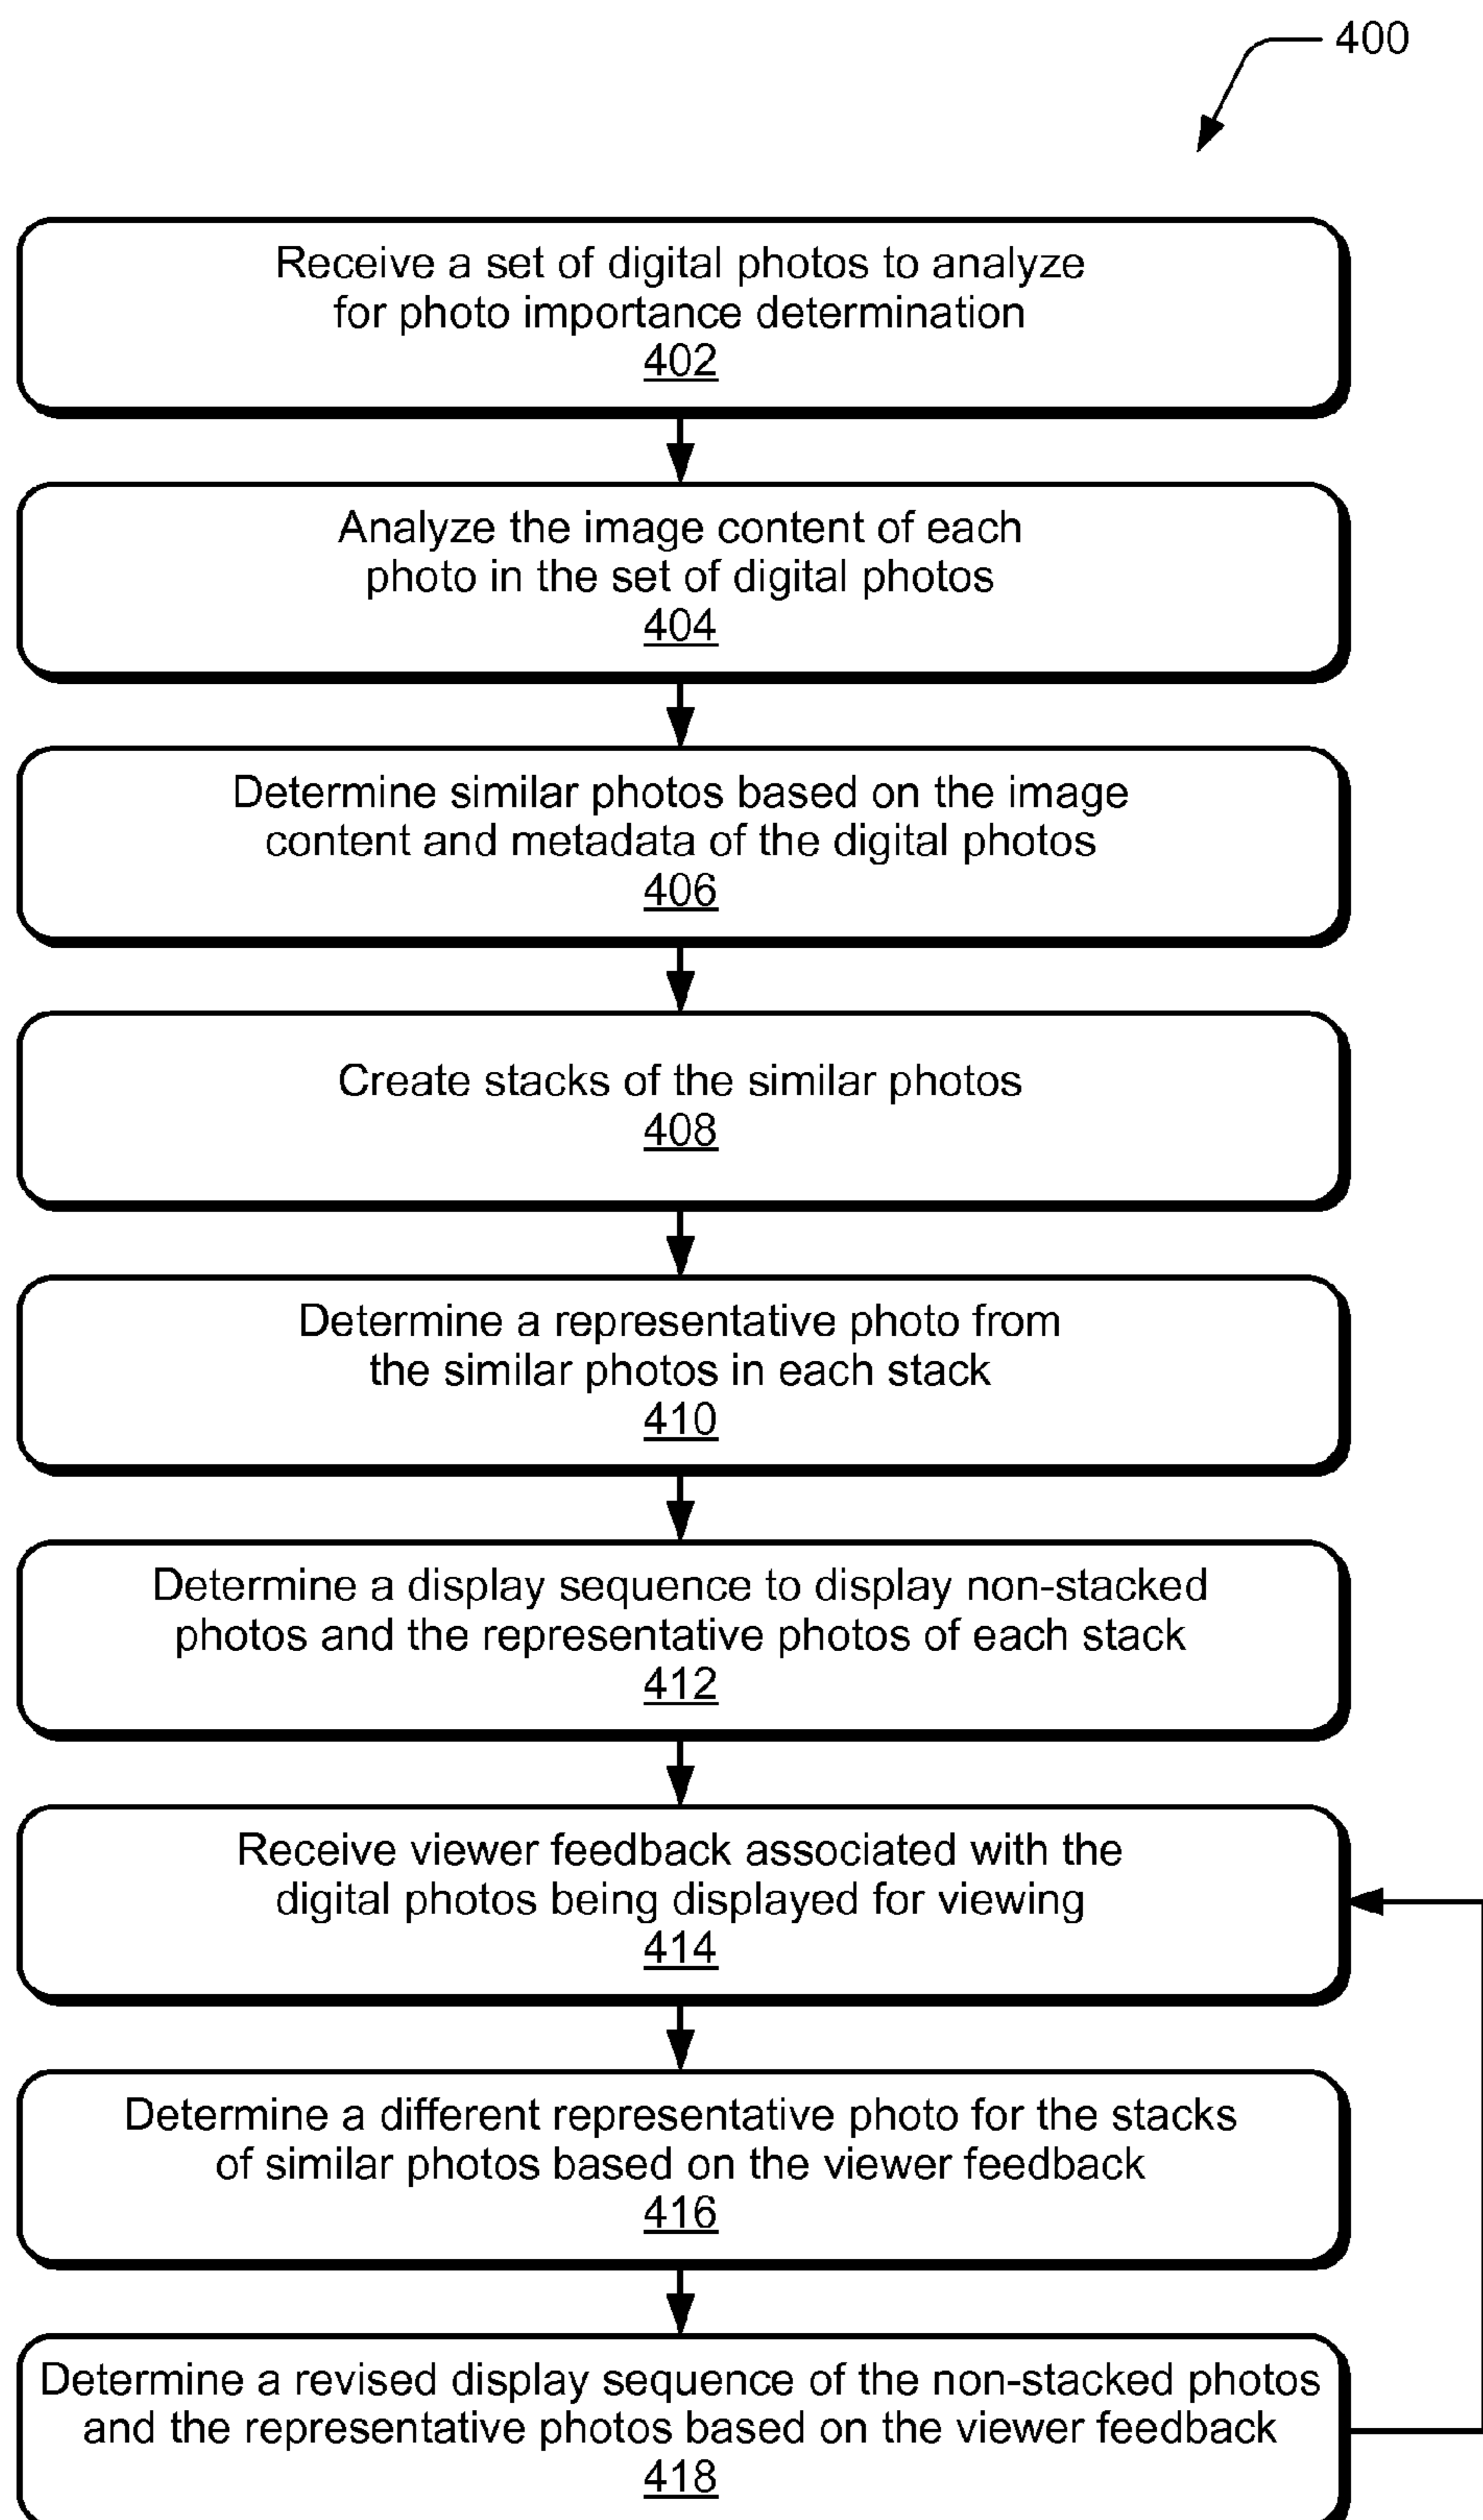 400
Receive a set of digital photos to analyze
for photo importance determination
402
Analyze the image content of each
photo in the set of digital photos
404
Determine similar photos based on the image
content and metadata of the digital photos
406
Create stacks of the similar photos
408
Determine a representative photo from
the similar photos in each stack
410
Determine a display sequence to display non-stacked
photos and the representative photos of each stack
412
Receive viewer feedback associated with the
digital photos being displayed for viewing
414
Determine a different representative photo for the stacks
of similar photos based on the viewer feedback
416
Determine a revised display sequence of the non-stacked photos
and the representative photos based on the viewer feedback
418